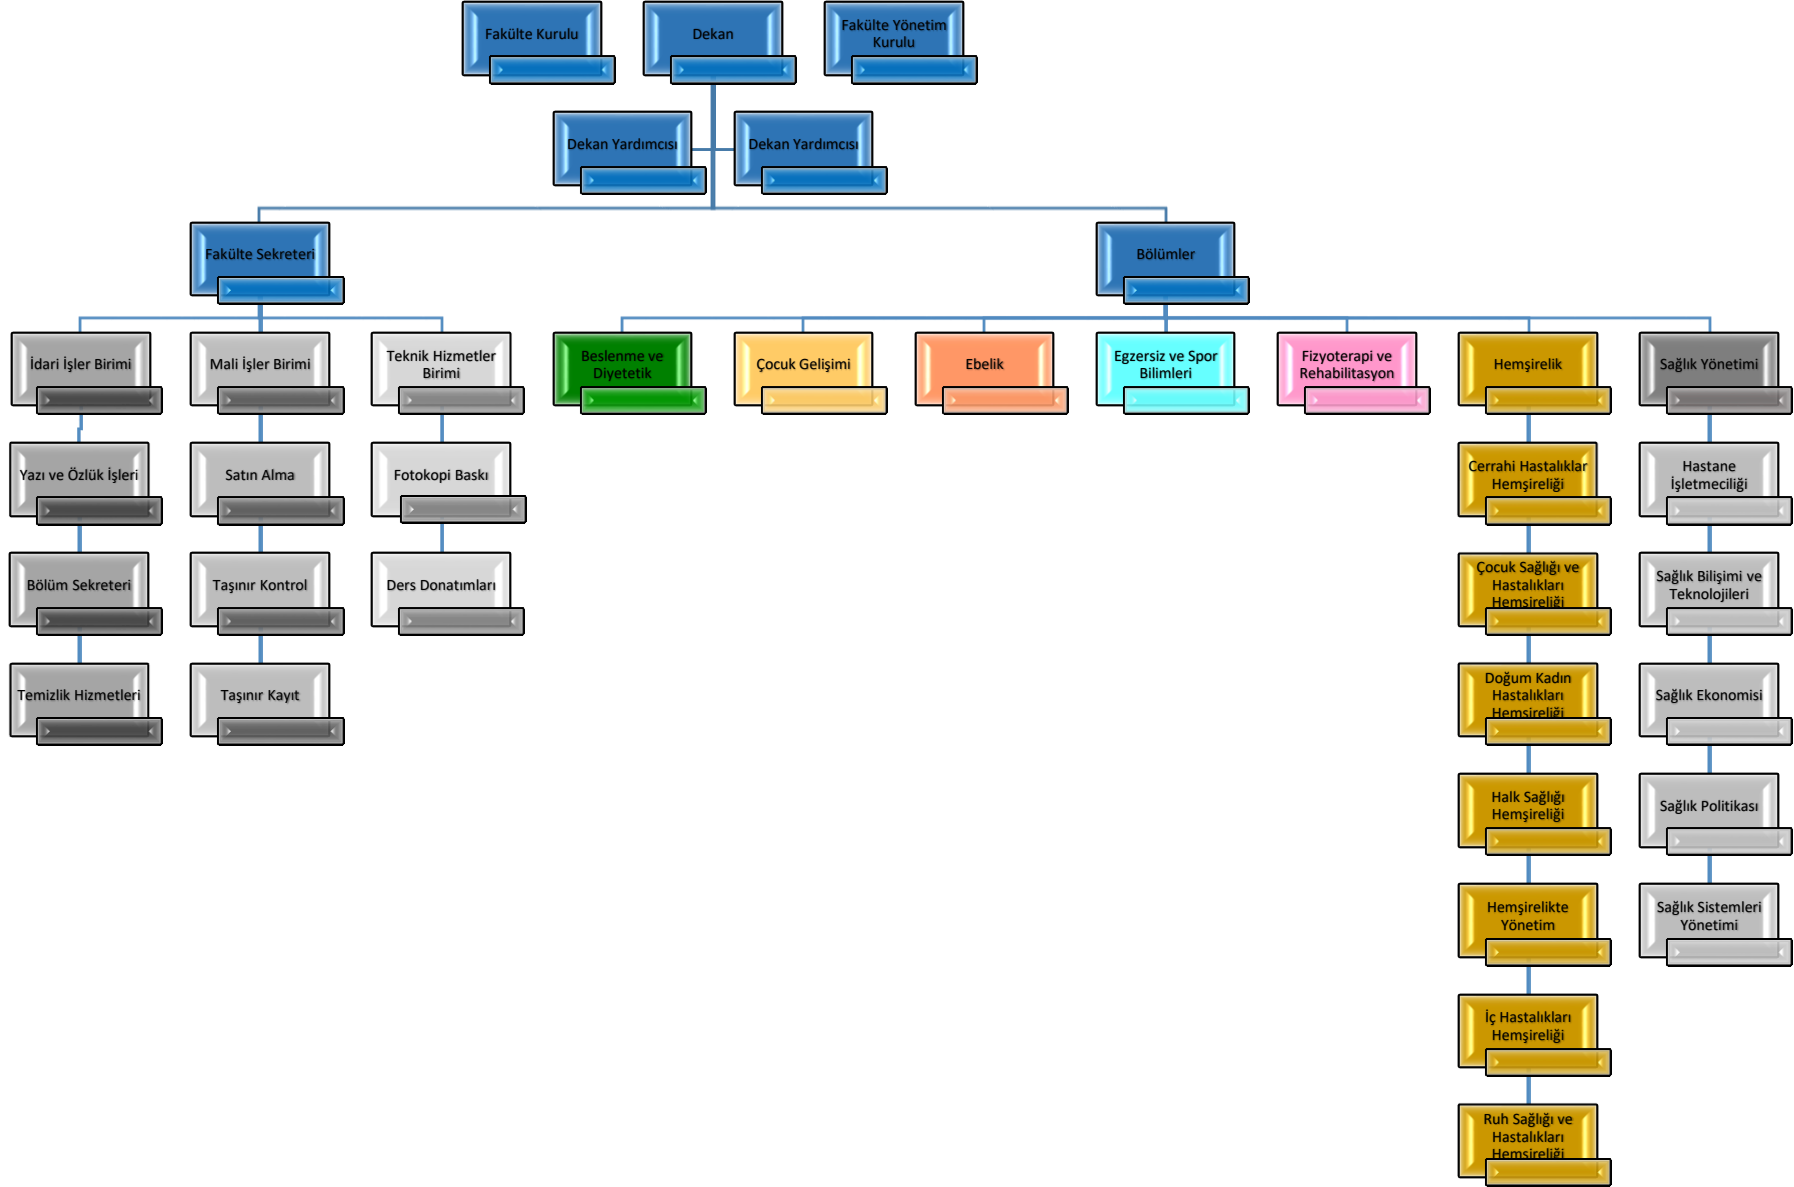 Fakülte Kurulu
Dekan
Fakülte Yönetim
Kurulu
Dekan Yardımcısı
Dekan Yardımcısı
Fakülte Sekreteri
Bölümler
İdari İşler Birimi
Mali İşler Birimi
Teknik Hizmetler
Birimi
Beslenme ve
Diyetetik
Çocuk Gelişimi
Ebelik
Egzersiz ve Spor
Bilimleri
Fizyoterapi ve
Rehabilitasyon
Hemşirelik
Sağlık Yönetimi
Yazı ve Özlük İşleri
Satın Alma
Fotokopi Baskı
Cerrahi Hastalıklar
Hemşireliği
Hastane
İşletmeciliği
Bölüm Sekreteri
Taşınır Kontrol
Ders Donatımları
Çocuk Sağlığı ve
Hastalıkları
Hemşireliği
Sağlık Bilişimi ve
Teknolojileri
Temizlik Hizmetleri
Taşınır Kayıt
Doğum Kadın
Hastalıkları
Hemşireliği
Sağlık Ekonomisi
Halk Sağlığı
Hemşireliği
Sağlık Politikası
Hemşirelikte
Yönetim
Sağlık Sistemleri
Yönetimi
İç Hastalıkları
Hemşireliği
Ruh Sağlığı ve
Hastalıkları
Hemşireliği